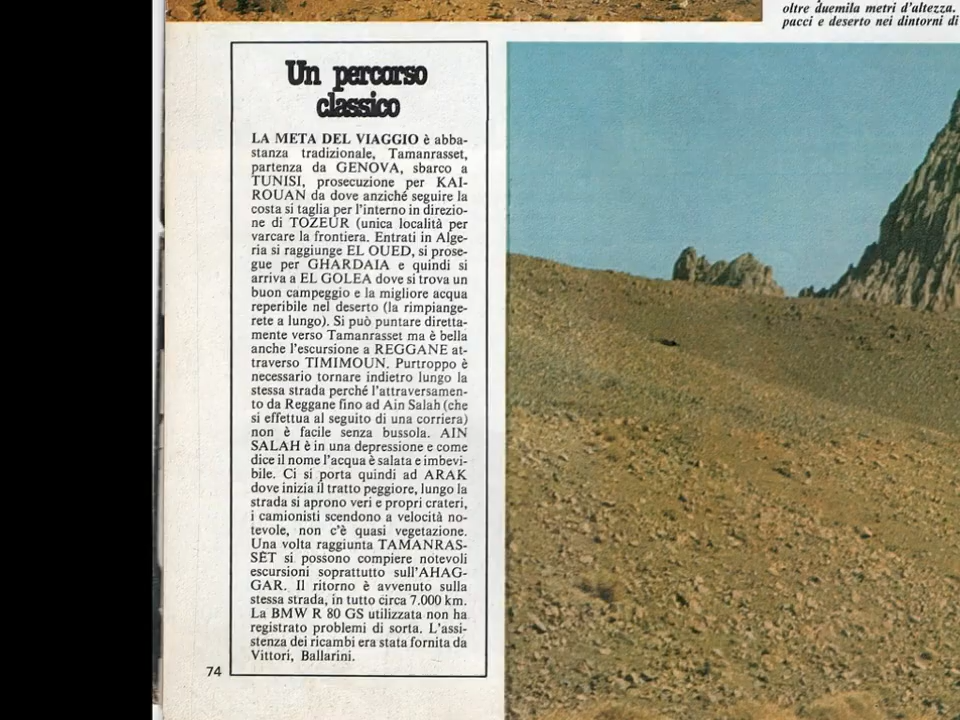 oltre duemila metri d'altezza.
pacci e deserto nei dintorni di
Un percorso
classico
LA META DEL VIAGGIO è abba-
stanza tradizionale, Tamanrasset,
partenza da GENOVA, sbarco a
TUNISI, prosecuzione per KAI-
ROUAN da dove anziché seguire la
costa si taglia per l'interno in direzio-
ne di TOZEUR (unica località per
varcare la frontiera. Entrati in Alge-
ria si raggiunge EL OUED, si prose-
gue per GHARDAIA e quindi si
arriva a EL GOLEA dove si trova un
buon campeggio e la migliore acqua
reperibile nel deserto (la rimpiange-
rete a lungo). Si può puntare diretta-
mente verso Tamanrasset ma è bella
anche l'escursione a REGGANE at-
traverso TIMIMOUN. Purtroppo è
necessario tornare indietro lungo la
stessa strada perché l'attraversamen-
to da Reggane fino ad Ain Salah (che
si effettua al seguito di una corriera)
non è facile senza bussola. AIN
SALAH è in una depressione e come
dice il nome l'acqua è salata e imbevi-
bile. Ci si porta quindi ad ARAK
dove inizia il tratto peggiore, lungo la
strada si aprono veri e propri crateri,
i camionisti scendono a velocità no-
tevole, non c'è quasi vegetazione.
Una volta raggiunta TAMANRAS-
SET si possono compiere notevoli
escursioni soprattutto sull'AHAG-
GAR. Il ritorno è avvenuto sulla
stessa strada, in tutto circa 7.000 km.
La BMW R 80 GS utilizzata non ha
registrato problemi di sorta. L'assi-
stenza dei ricambi era stata fornita da
Vittori, Ballarini.
74